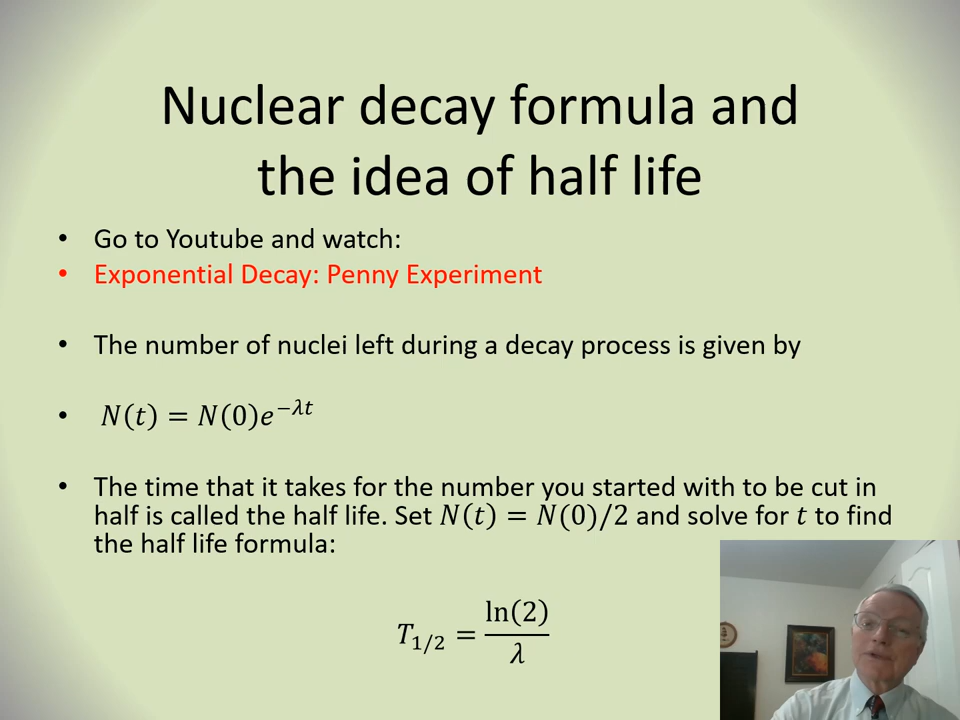 Nuclear decay formula and
the idea of half life
• Go to Youtube and watch:
• Exponential Decay: Penny Experiment
• The number of nuclei left during a decay process is given by
• $N(t) = N(0)e^{-\lambda t}$
• The time that it takes for the number you started with to be cut in
half is called the half life. Set $N(t) = N(0)/2$ and solve for $t$ to find
the half life formula:
$T_{1/2} = \frac{\ln(2)}{\lambda}$